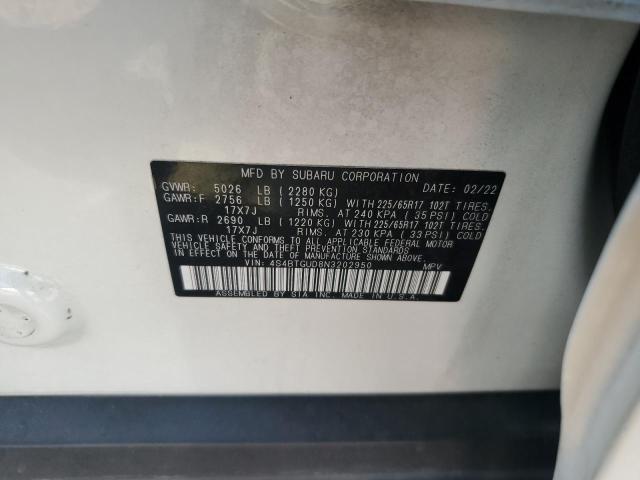 MFD BY SUBARU CORPORATION
GVWR: 5026 LB (2280 KG) DATE: 02/22
GAWR:F 2756 LB (1250 KG) WITH 225/65R17 102T TIRES.
17X7J RIMS, AT 240 KPA (35 PSI) COLD
GAWR:R 2690 LB (1220 KG) WITH 225/65R17 102T TIRES.
17X7J RIMS, AT 230 KPA (33 PSI) COLD
THIS VEHICLE CONFORMS TO ALL APPLICABLE FEDERAL MOTOR
VEHICLE SAFETY, BUMPER, AND THEFT PREVENTION STANDARDS
IN EFFECT ON THE DATE OF MANUFACTURE SHOWN ABOVE.
VIN: 4S4BTGUD8N3202950 MPV
ASSEMBLED BY SIA INC. MADE IN U.S.A.